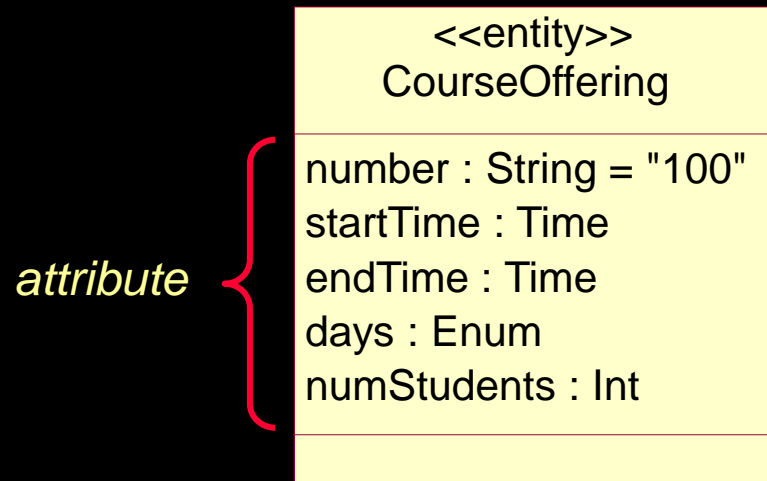 <<entity>>
CourseOffering
attribute
number : String = "100"
startTime : Time
endTime : Time
days : Enum
numStudents : Int